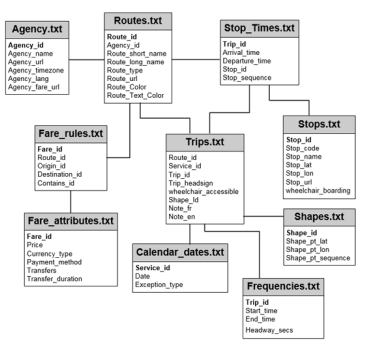 Agency.txt
Agency_id
Agency_name
Agency_url
Agency_timezone
Agency_lang
Agency_fare_url
Routes.txt
Route_id
Agency_id
Route_short_name
Route_long_name
Route_type
Route_url
Route_Color
Route_Text_Color
Stop_Times.txt
Trip_id
Arrival_time
Departure_time
Stop_id
Stop_sequence
Fare_rules.txt
Fare_id
Route_id
Origin_id
Destination_id
Contains_id
Trips.txt
Route_id
Service_id
Trip_id
Trip_headsign
wheelchair_accessible
Shape_Id
Note_fr
Note_en
Stops.txt
Stop_id
Stop_code
Stop_name
Stop_lat
Stop_lon
Stop_url
wheelchair_boarding
Fare_attributes.txt
Fare_id
Price
Currency_type
Payment_method
Transfers
Transfer_duration
Calendar_dates.txt
Service_id
Date
Exception_type
Shapes.txt
Shape_id
Shape_pt_lat
Shape_pt_lon
Shape_pt_sequence
Frequencies.txt
Trip_id
Start_time
End_time
Headway_secs